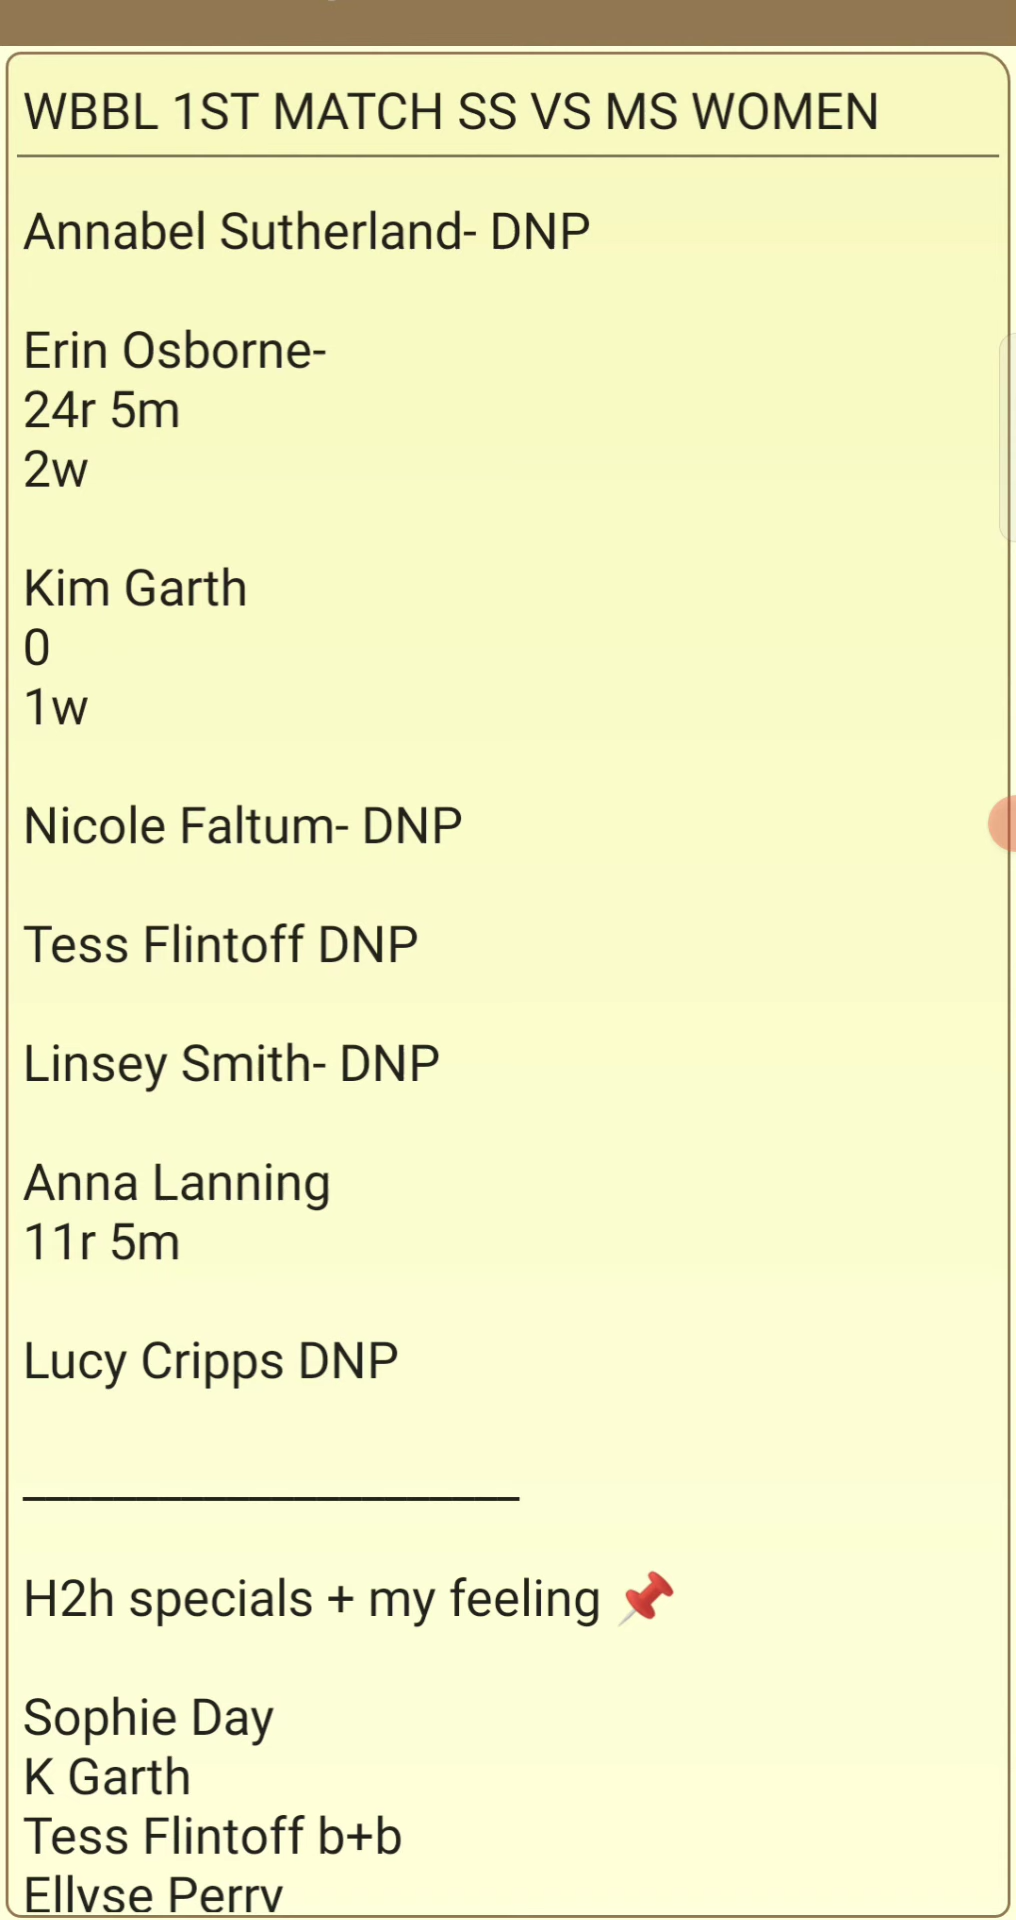 WBBL 1ST MATCH SS VS MS WOMEN
Annabel Sutherland- DNP
Erin Osborne-
24r 5m
2w
Kim Garth
0
1w
Nicole Faltum- DNP
Tess Flintoff DNP
Linsey Smith- DNP
Anna Lanning
11r 5m
Lucy Cripps DNP
H2h specials + my feeling 📌
Sophie Day
K Garth
Tess Flintoff b+b
Ellyse Perry